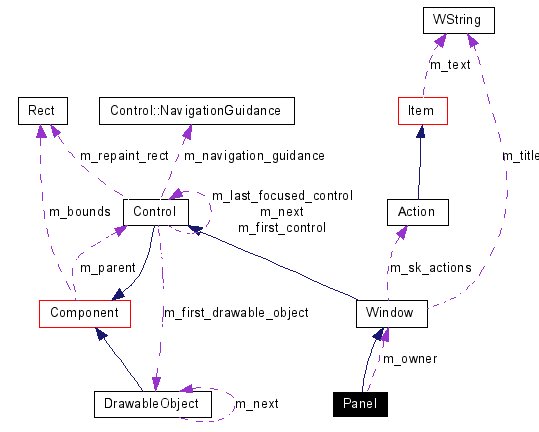 WString
m_text
Rect
Control::NavigationGuidance
Item
m_repaint_rect
m_navigation_guidance
m_title
m_last_focused_control
m_next
m_first_control
m_bounds
Control
Action
m_parent
m_sk_actions
Component
m_first_drawable_object
Window
m_owner
DrawableObject
m_next
Panel